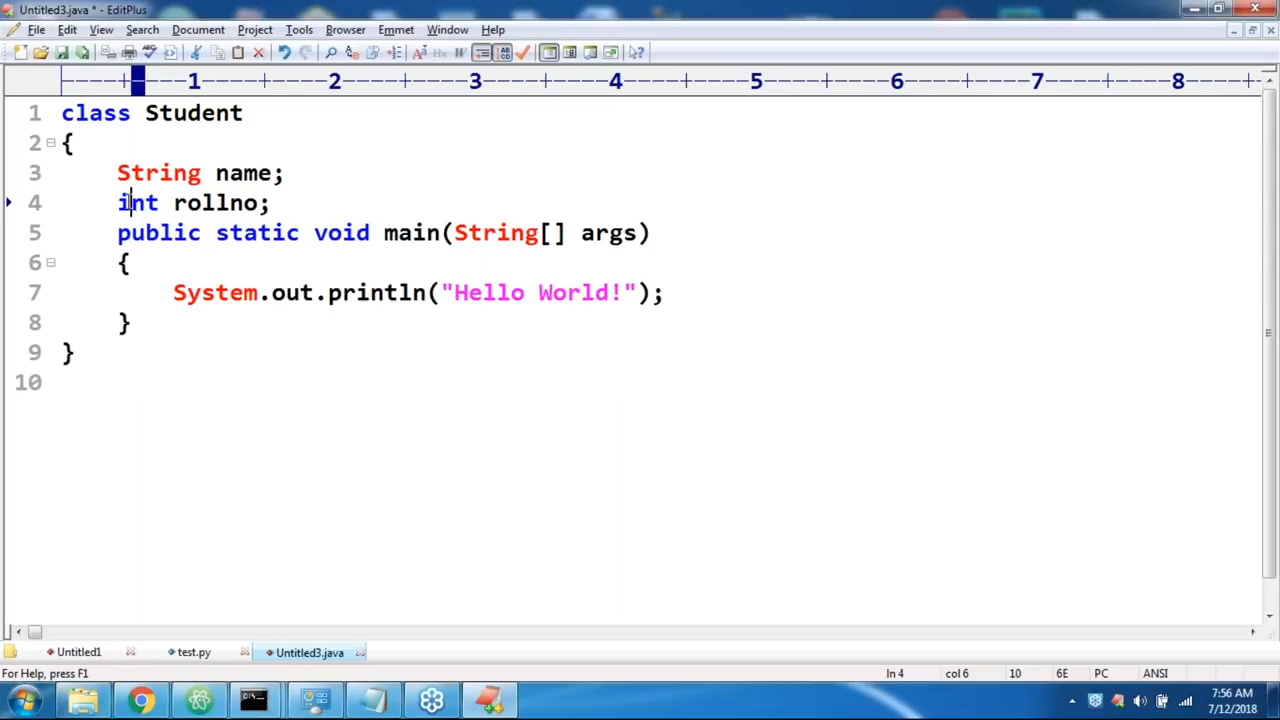 Untitled3.java * - EditPlus
File Edit View Search Document Project Tools Browser Emmet Window Help
1 2 3 4 5 6 7 8
1 class Student
2 {
3 String name;
4 int rollno;
5 public static void main(String[] args)
6 {
7 System.out.println("Hello World!");
8 }
9 }
10
Untitled1 test.py Untitled3.java
For Help, press F1 ln 4 col 6 10 6E PC ANSI
7:56 AM
7/12/2018